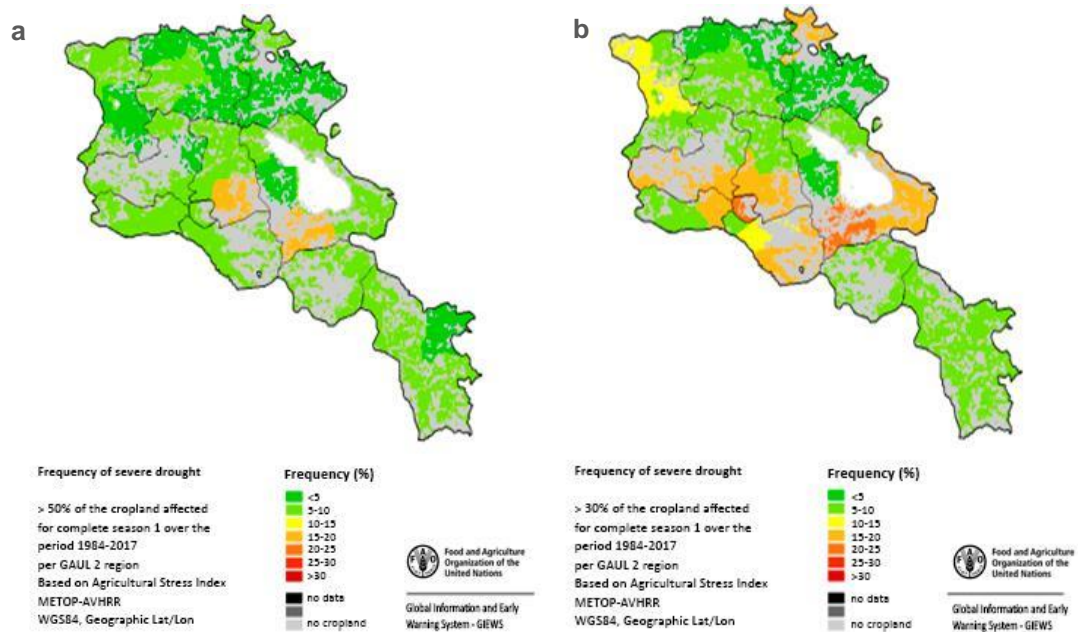 a
b
Frequency of severe drought
> 50% of the cropland affected
for complete season 1 over the
period 1984-2017
per GAUL 2 region
Based on Agricultural Stress Index
METOP-AVHRR
WGS84, Geographic Lat/Lon
Frequency (%)
<5
5-10
10-15
15-20
20-25
25-30
>30
no data
no cropland
FAO
Food and Agriculture
Organization of the
United Nations
Global Information and Early
Warning System - GIEWS
Frequency of severe drought
> 30% of the cropland affected
for complete season 1 over the
period 1984-2017
per GAUL 2 region
Based on Agricultural Stress Index
METOP-AVHRR
WGS84, Geographic Lat/Lon
Frequency (%)
<5
5-10
10-15
15-20
20-25
25-30
>30
no data
no cropland
FAO
Food and Agriculture
Organization of the
United Nations
Global Information and Early
Warning System - GIEWS